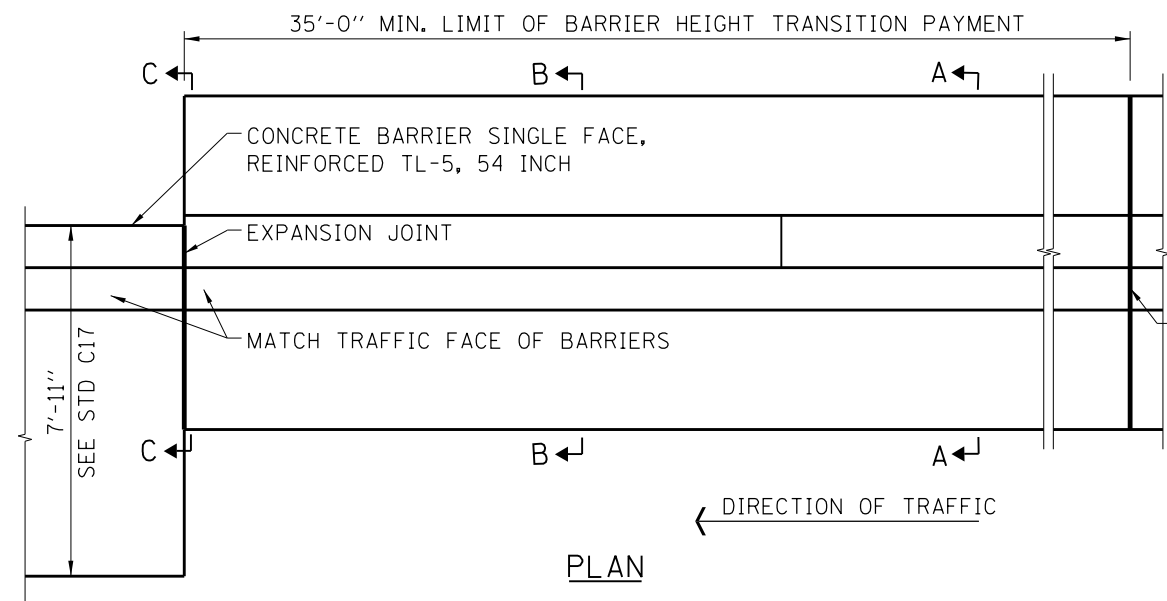 35'-0" MIN. LIMIT OF BARRIER HEIGHT TRANSITION PAYMENT
C
B
A
CONCRETE BARRIER SINGLE FACE,
REINFORCED TL-5, 54 INCH
EXPANSION JOINT
MATCH TRAFFIC FACE OF BARRIERS
7'-11"
SEE STD C17
C
B
A
DIRECTION OF TRAFFIC
PLAN